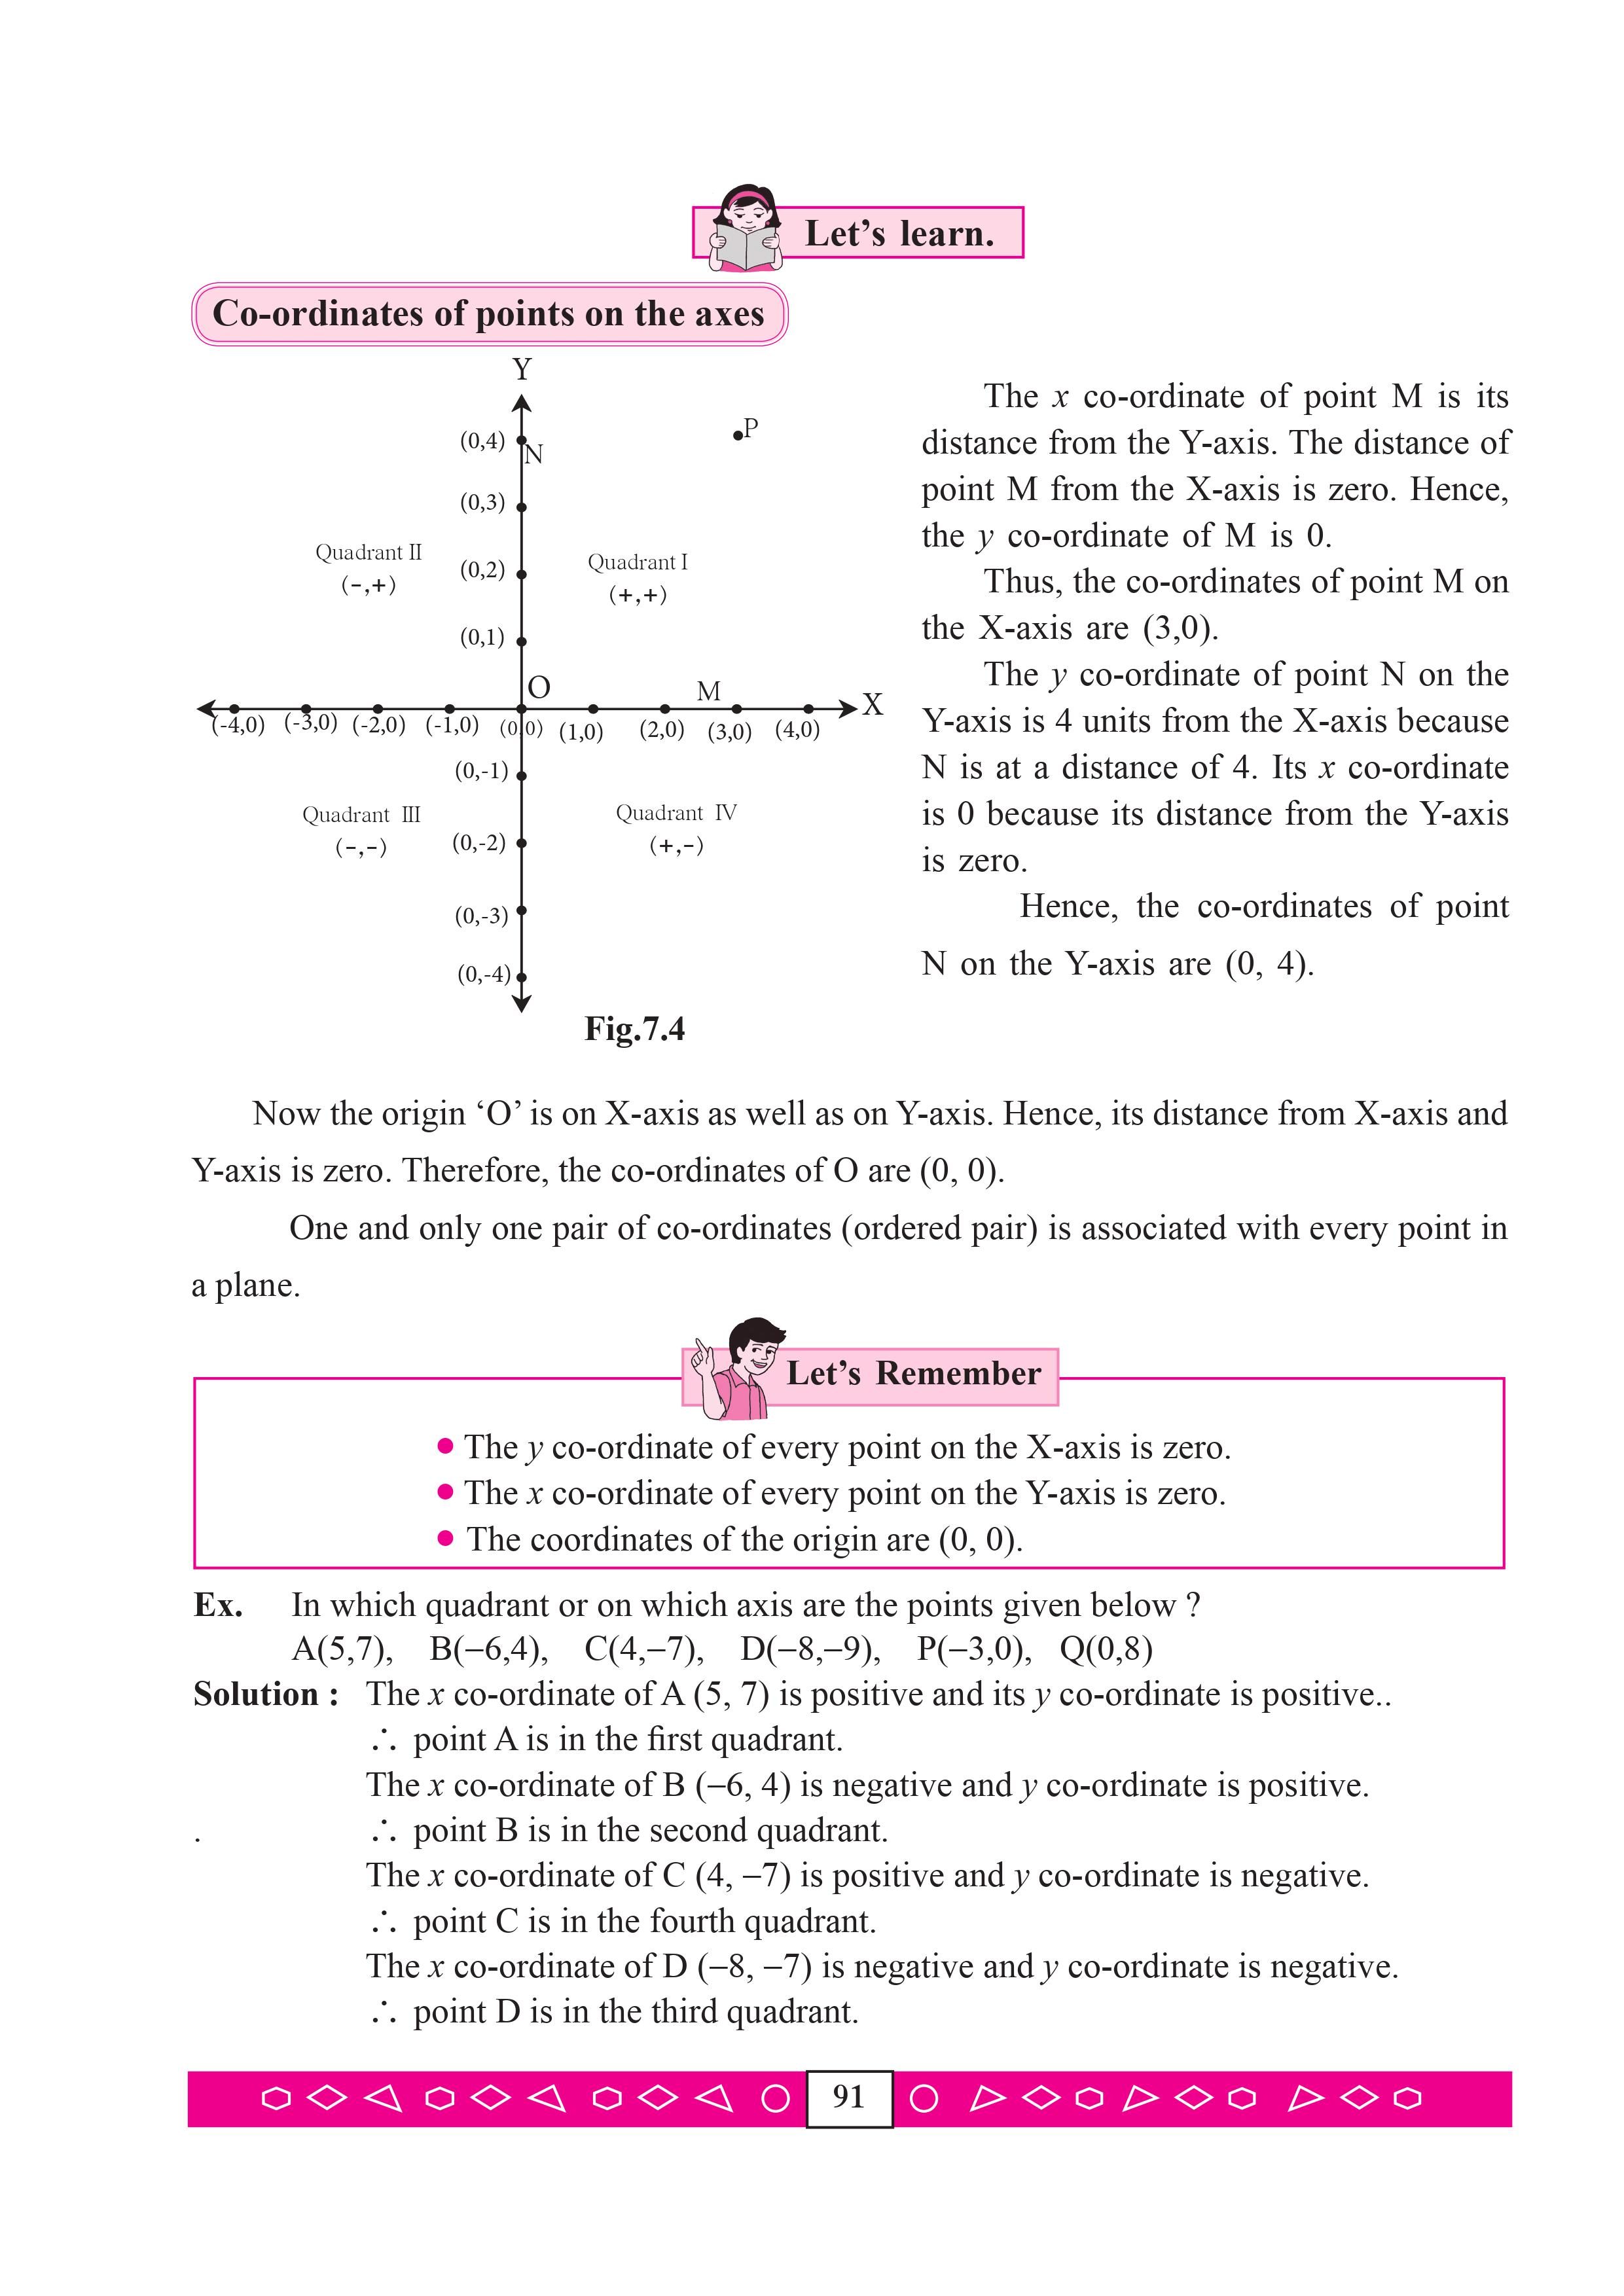 Let's learn.
Co-ordinates of points on the axes
Y
(0,4)
N
P
(0,3)
Quadrant II
(-,+)
(0,2)
Quadrant I
(+,+)
(0,1)
O
M
X
(-4,0) (-3,0) (-2,0) (-1,0) (0,0) (1,0) (2,0) (3,0) (4,0)
(0,-1)
Quadrant III
(-,-)
(0,-2)
Quadrant IV
(+,-)
(0,-3)
(0,-4)
Fig.7.4
The x co-ordinate of point M is its
distance from the Y-axis. The distance of
point M from the X-axis is zero. Hence,
the y co-ordinate of M is 0.
Thus, the co-ordinates of point M on
the X-axis are (3,0).
The y co-ordinate of point N on the
Y-axis is 4 units from the X-axis because
N is at a distance of 4. Its x co-ordinate
is 0 because its distance from the Y-axis
is zero.
Hence, the co-ordinates of point
N on the Y-axis are (0, 4).
Now the origin ‘O’ is on X-axis as well as on Y-axis. Hence, its distance from X-axis and
Y-axis is zero. Therefore, the co-ordinates of O are (0, 0).
One and only one pair of co-ordinates (ordered pair) is associated with every point in
a plane.
Let’s Remember
● The y co-ordinate of every point on the X-axis is zero.
● The x co-ordinate of every point on the Y-axis is zero.
● The coordinates of the origin are (0, 0).
Ex. In which quadrant or on which axis are the points given below ?
A(5,7), B(−6,4), C(4,−7), D(−8,−9), P(−3,0), Q(0,8)
Solution : The x co-ordinate of A (5, 7) is positive and its y co-ordinate is positive..
∴ point A is in the first quadrant.
The x co-ordinate of B (−6, 4) is negative and y co-ordinate is positive.
. ∴ point B is in the second quadrant.
The x co-ordinate of C (4, −7) is positive and y co-ordinate is negative.
∴ point C is in the fourth quadrant.
The x co-ordinate of D (−8, −7) is negative and y co-ordinate is negative.
∴ point D is in the third quadrant.
91